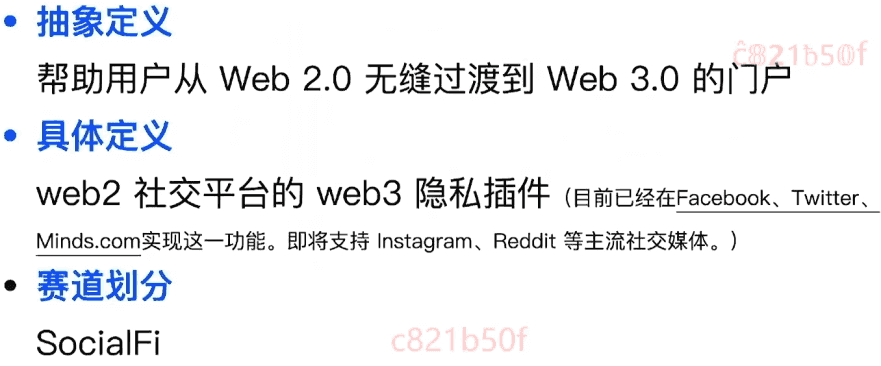 • 抽象定义
帮助用户从 Web 2.0 无缝过渡到 Web 3.0 的门户
c821b50f
• 具体定义
web2 社交平台的 web3 隐私插件（目前已经在Facebook、Twitter、
Minds.com实现这一功能。即将支持 Instagram、Reddit 等主流社交媒体。）
• 赛道划分
SocialFi
c821b50f